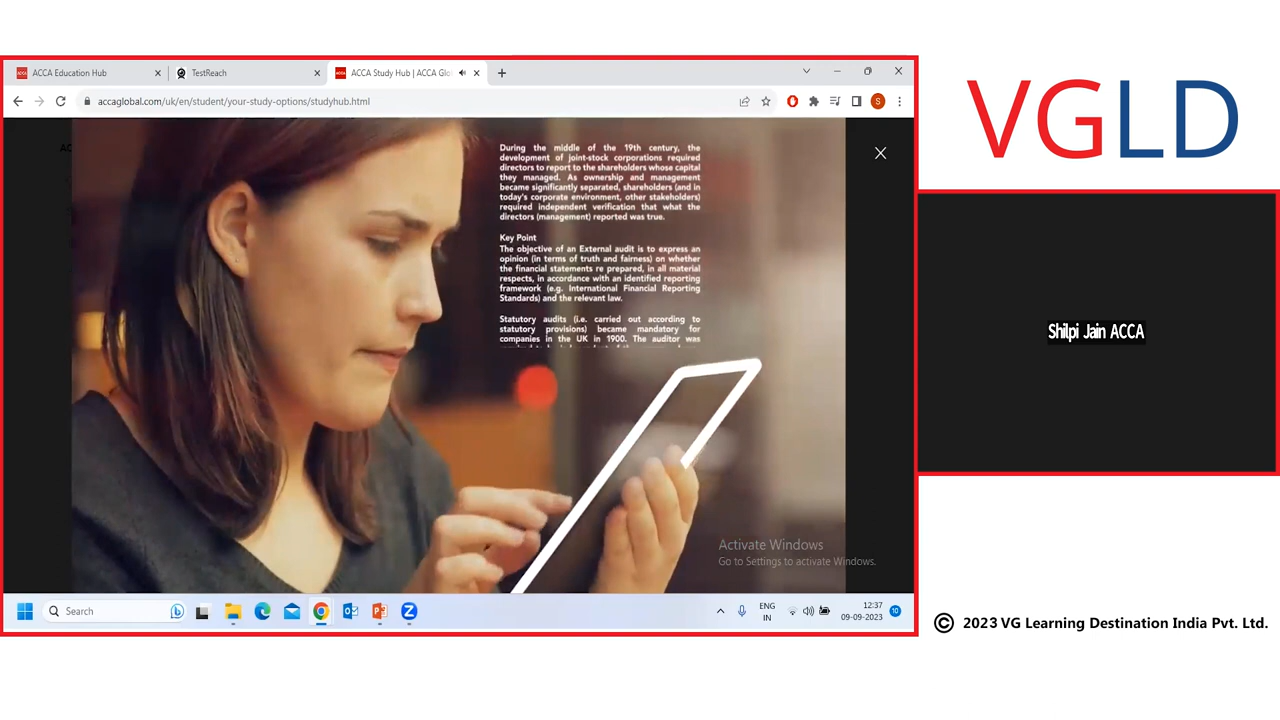 ACCA Education Hub
TestReach
ACCA Study Hub | ACCA Glo
accaglobal.com/uk/en/student/your-study-options/studyhub.html
S
VGLD
During the middle of the 19th century, the
development of joint-stock corporations required
directors to report to the shareholders whose capital
they managed. As ownership and management
became significantly separated, shareholders (and in
today's corporate environment, other stakeholders)
required independent verification that what the
directors (management) reported was true.
Key Point
The objective of an External audit is to express an
opinion (in terms of truth and fairness) on whether
the financial statements re prepared, in all material
respects, in accordance with an identified reporting
framework (e.g. International Financial Reporting
Standards) and the relevant law.
Statutory audits (i.e. carried out according to
statutory provisions) became mandatory for
companies in the UK in 1900. The auditor was
Shilpi Jain ACCA
Activate Windows
Go to Settings to activate Windows.
Search
ENG
IN
12:37
09-09-2023
10
© 2023 VG Learning Destination India Pvt. Ltd.